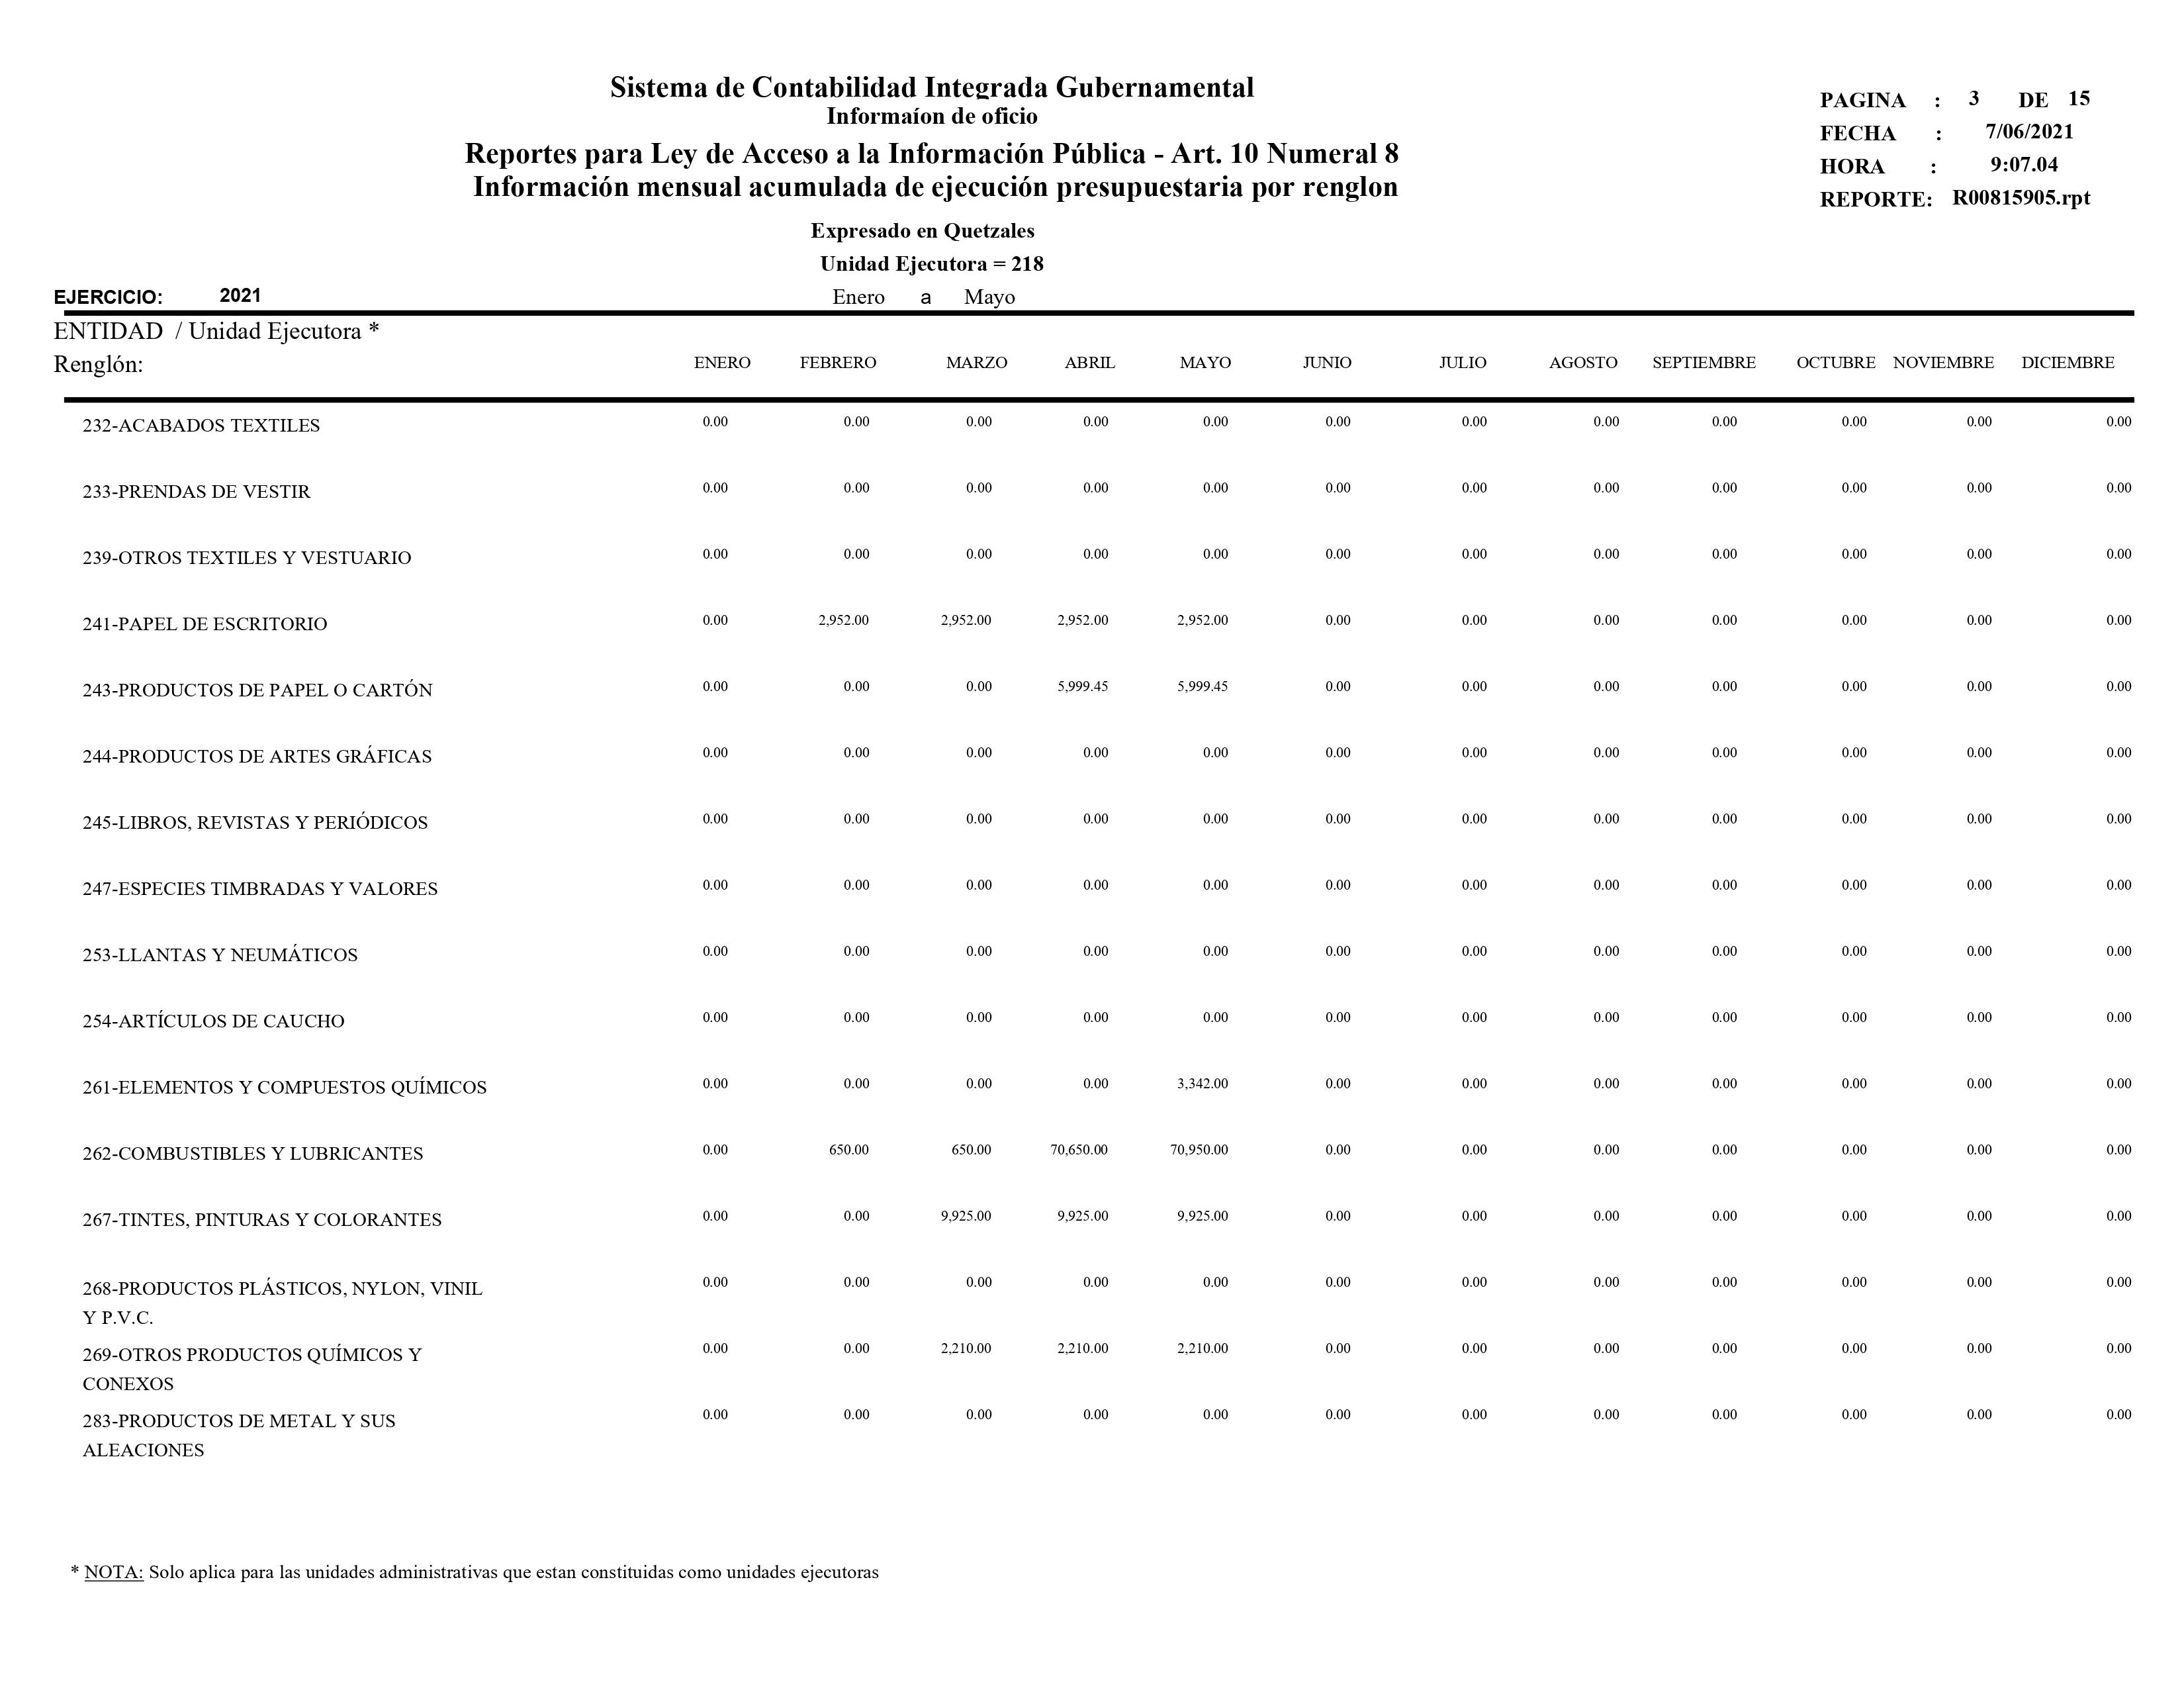 Sistema de Contabilidad Integrada Gubernamental
Informaíon de oficio
Reportes para Ley de Acceso a la Información Pública - Art. 10 Numeral 8
Información mensual acumulada de ejecución presupuestaria por renglon
Expresado en Quetzales
Unidad Ejecutora = 218
PAGINA : 3 DE 15
FECHA : 7/06/2021
HORA : 9:07.04
REPORTE: R00815905.rpt
EJERCICIO: 2021 Enero a Mayo
ENTIDAD / Unidad Ejecutora *
Renglón: ENERO FEBRERO MARZO ABRIL MAYO JUNIO JULIO AGOSTO SEPTIEMBRE OCTUBRE NOVIEMBRE DICIEMBRE
232-ACABADOS TEXTILES 0.00 0.00 0.00 0.00 0.00 0.00 0.00 0.00 0.00 0.00 0.00 0.00
233-PRENDAS DE VESTIR 0.00 0.00 0.00 0.00 0.00 0.00 0.00 0.00 0.00 0.00 0.00 0.00
239-OTROS TEXTILES Y VESTUARIO 0.00 0.00 0.00 0.00 0.00 0.00 0.00 0.00 0.00 0.00 0.00 0.00
241-PAPEL DE ESCRITORIO 0.00 2,952.00 2,952.00 2,952.00 2,952.00 0.00 0.00 0.00 0.00 0.00 0.00 0.00
243-PRODUCTOS DE PAPEL O CARTÓN 0.00 0.00 0.00 5,999.45 5,999.45 0.00 0.00 0.00 0.00 0.00 0.00 0.00
244-PRODUCTOS DE ARTES GRÁFICAS 0.00 0.00 0.00 0.00 0.00 0.00 0.00 0.00 0.00 0.00 0.00 0.00
245-LIBROS, REVISTAS Y PERIÓDICOS 0.00 0.00 0.00 0.00 0.00 0.00 0.00 0.00 0.00 0.00 0.00 0.00
247-ESPECIES TIMBRADAS Y VALORES 0.00 0.00 0.00 0.00 0.00 0.00 0.00 0.00 0.00 0.00 0.00 0.00
253-LLANTAS Y NEUMÁTICOS 0.00 0.00 0.00 0.00 0.00 0.00 0.00 0.00 0.00 0.00 0.00 0.00
254-ARTÍCULOS DE CAUCHO 0.00 0.00 0.00 0.00 0.00 0.00 0.00 0.00 0.00 0.00 0.00 0.00
261-ELEMENTOS Y COMPUESTOS QUÍMICOS 0.00 0.00 0.00 0.00 3,342.00 0.00 0.00 0.00 0.00 0.00 0.00 0.00
262-COMBUSTIBLES Y LUBRICANTES 0.00 650.00 650.00 70,650.00 70,950.00 0.00 0.00 0.00 0.00 0.00 0.00 0.00
267-TINTES, PINTURAS Y COLORANTES 0.00 0.00 9,925.00 9,925.00 9,925.00 0.00 0.00 0.00 0.00 0.00 0.00 0.00
268-PRODUCTOS PLÁSTICOS, NYLON, VINIL 0.00 0.00 0.00 0.00 0.00 0.00 0.00 0.00 0.00 0.00 0.00 0.00
Y P.V.C.
269-OTROS PRODUCTOS QUÍMICOS Y 0.00 0.00 2,210.00 2,210.00 2,210.00 0.00 0.00 0.00 0.00 0.00 0.00 0.00
CONEXOS
283-PRODUCTOS DE METAL Y SUS 0.00 0.00 0.00 0.00 0.00 0.00 0.00 0.00 0.00 0.00 0.00 0.00
ALEACIONES
* NOTA: Solo aplica para las unidades administrativas que estan constituidas como unidades ejecutoras